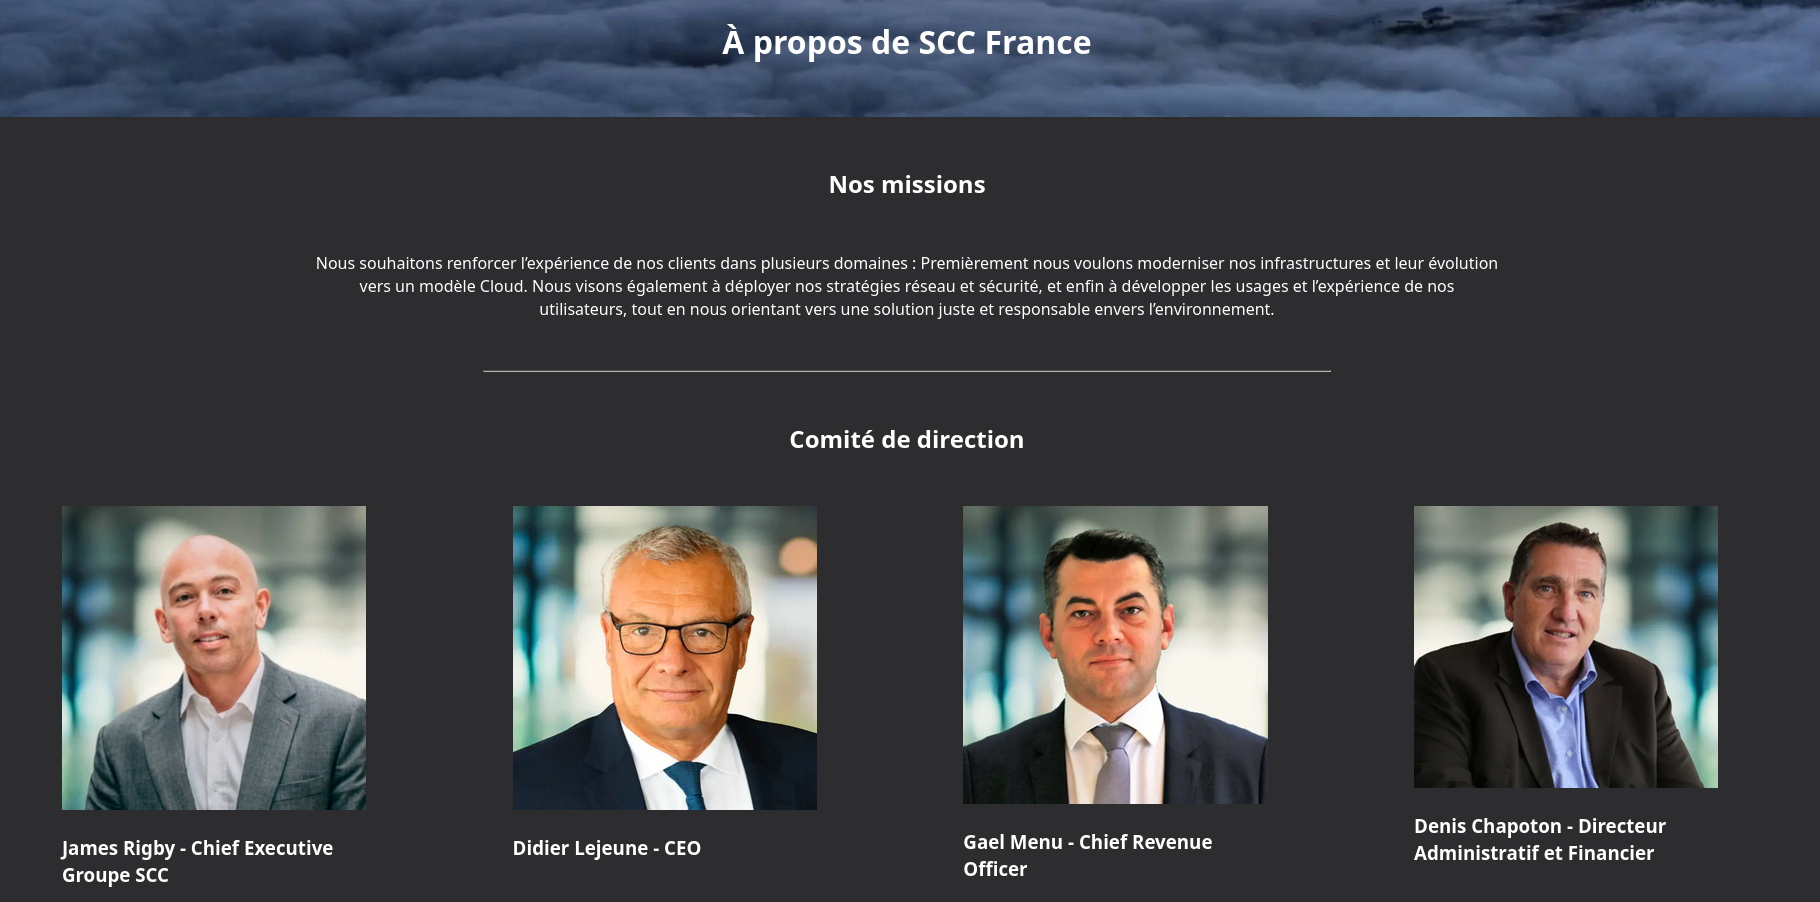 À propos de SCC France
Nos missions
Nous souhaitons renforcer l’expérience de nos clients dans plusieurs domaines : Premièrement nous voulons moderniser nos infrastructures et leur évolution
vers un modèle Cloud. Nous visons également à déployer nos stratégies réseau et sécurité, et enfin à développer les usages et l’expérience de nos
utilisateurs, tout en nous orientant vers une solution juste et responsable envers l’environnement.
Comité de direction
James Rigby - Chief Executive
Groupe SCC
Didier Lejeune - CEO
Gael Menu - Chief Revenue
Officer
Denis Chapoton - Directeur
Administratif et Financier